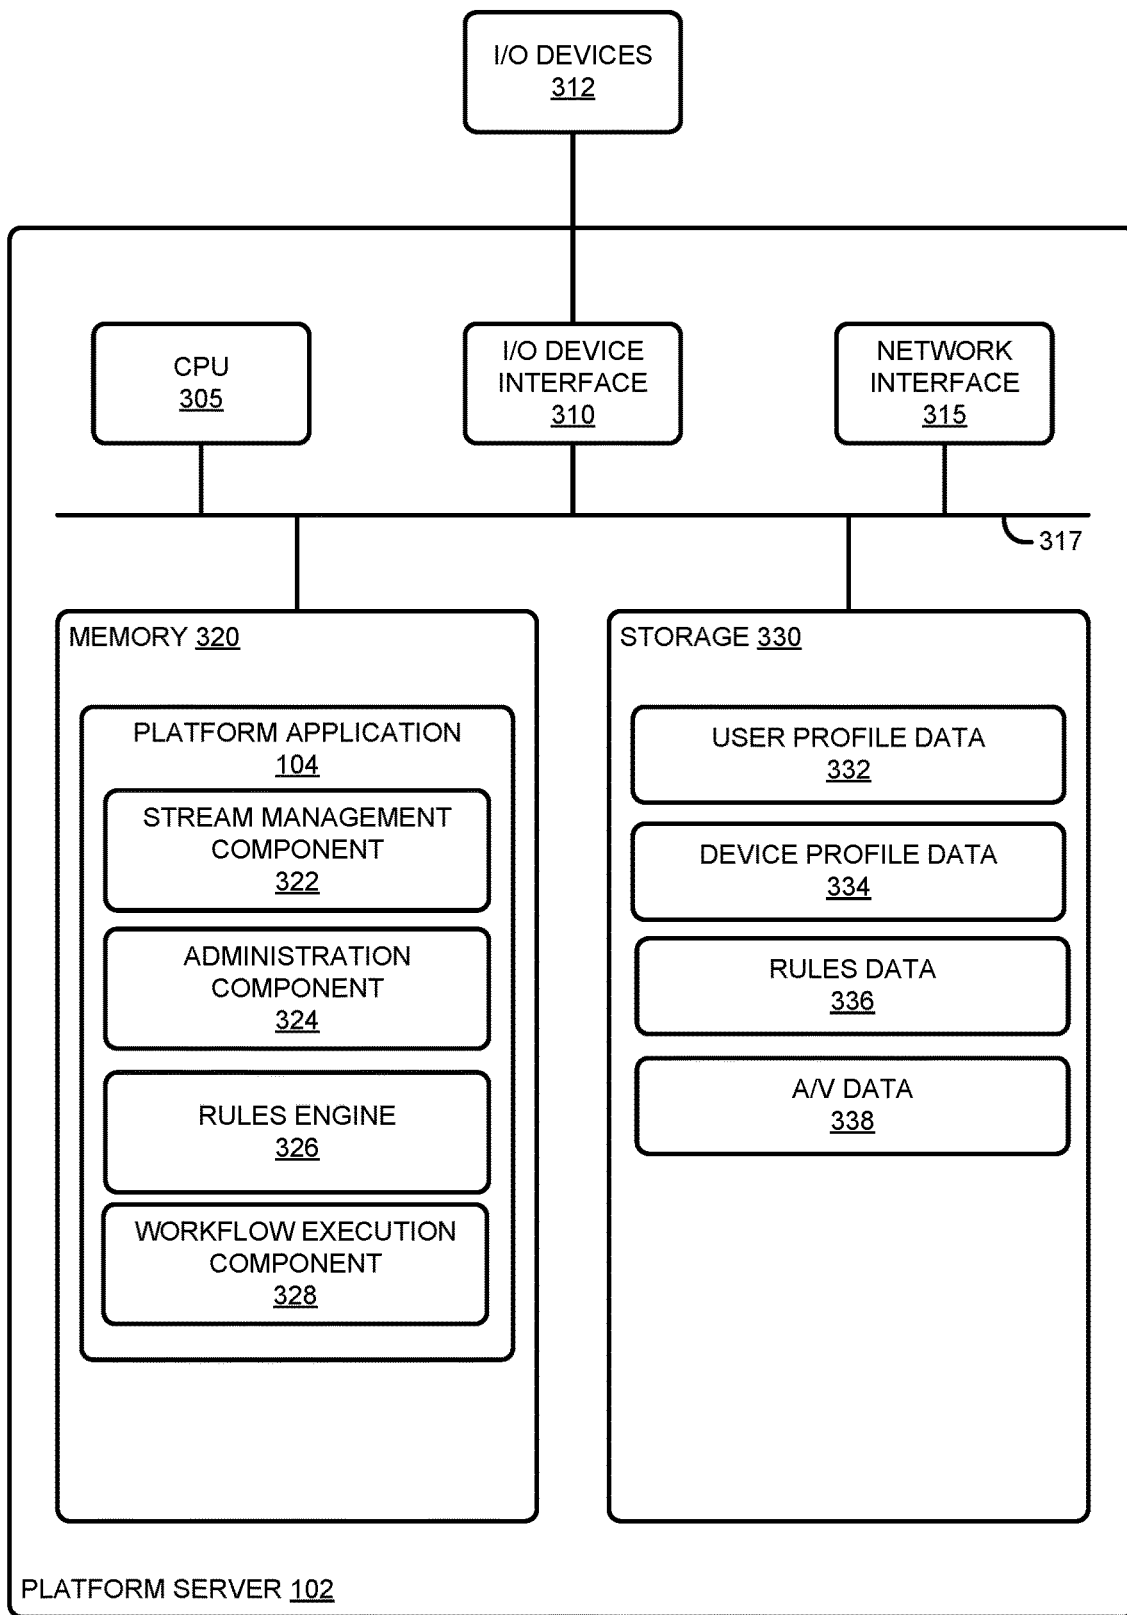 I/O DEVICES
312
CPU
305
I/O DEVICE
INTERFACE
310
NETWORK
INTERFACE
315
317
MEMORY 320
PLATFORM APPLICATION
104
STREAM MANAGEMENT
COMPONENT
322
ADMINISTRATION
COMPONENT
324
RULES ENGINE
326
WORKFLOW EXECUTION
COMPONENT
328
STORAGE 330
USER PROFILE DATA
332
DEVICE PROFILE DATA
334
RULES DATA
336
A/V DATA
338
PLATFORM SERVER 102